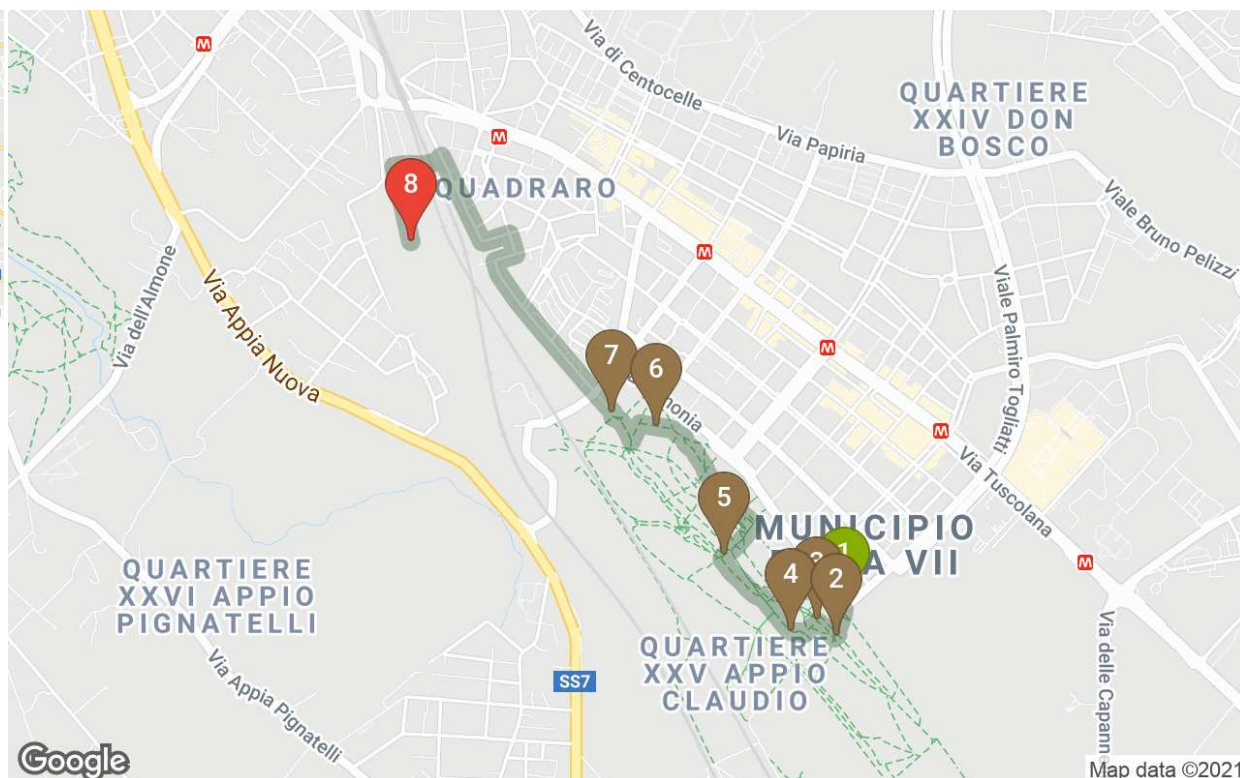 M
Via di Centocelle
QUARTIERE
XXIV DON
BOSCO
Via Papiria
M
8
QUADRARO
Viale Bruno Pelizzi
Via dell'Almone
Via Appia Nuova
M
Viale Palmiro Togliatti
7
6
M
M
Via Tuscolana
5
MUNICIPIO
VII
1
3
4
2
M
QUARTIERE
XXVI APPIO
PIGNATELLI
QUARTIERE
XXV APPIO
CLAUDIO
Via Appia Pignatelli
SS7
Via delle Capann
Google
Map data ©2021